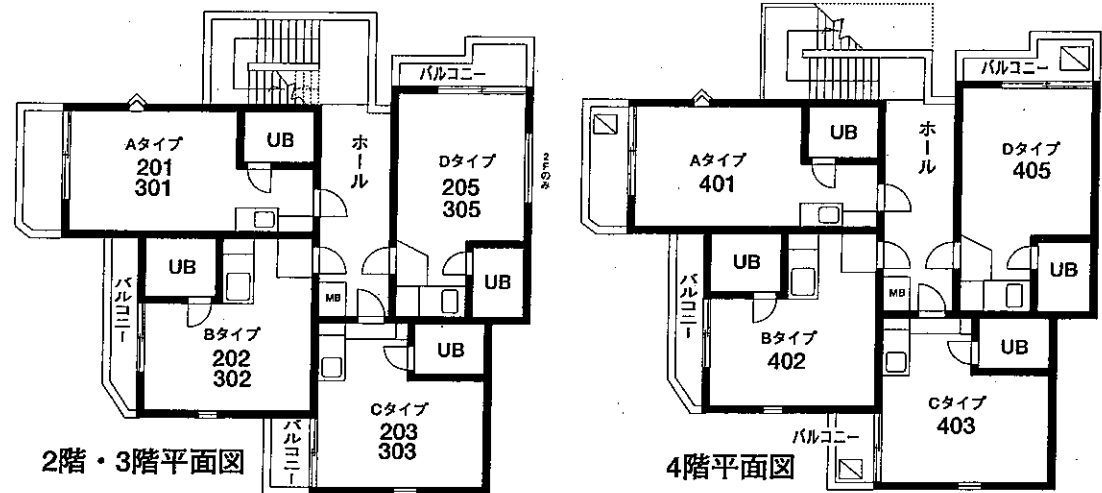 バルコニー
Aタイプ
201
301
UB
ホール
Dタイプ
205
305
UB
UB
バルコニー
MB
Bタイプ
202
302
UB
Cタイプ
203
303
バルコニー
2階・3階平面図
バルコニー
Aタイプ
401
UB
ホール
Dタイプ
405
UB
UB
バルコニー
MB
Bタイプ
402
UB
Cタイプ
403
バルコニー
4階平面図